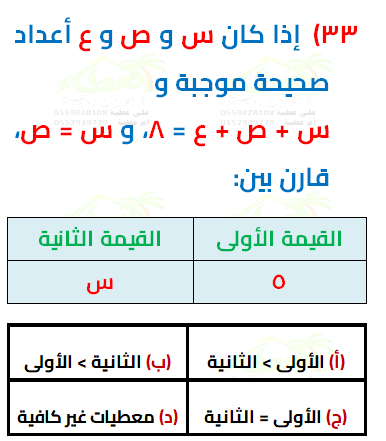 ٣٣) إذا كان س و ص و ع أعداد
صحيحة موجبة و
س + ص + ع = ٨، و س = ص،
قارن بين:
القيمة الأولى القيمة الثانية
٥ س
(أ) الأولى > الثانية (ب) الثانية > الأولى
(ج) الأولى = الثانية (د) معطيات غير كافية